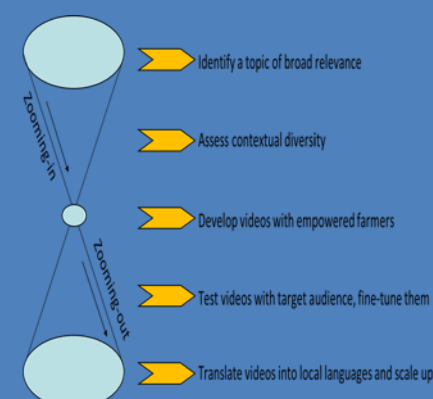 Identify a topic of broad relevance
Zooming-in
Assess contextual diversity
Develop videos with empowered farmers
Zooming-out
Test videos with target audience, fine-tune them
Translate videos into local languages and scale up